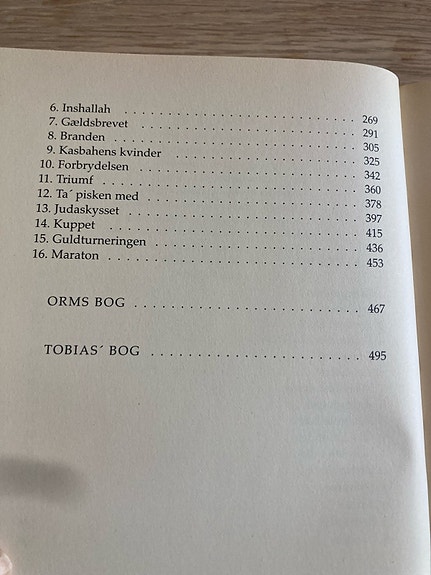 6. Inshallah . . . . . . . . . . . . . . . . . . . . . . . . . . . . 269
7. Gældsbrevet . . . . . . . . . . . . . . . . . . . . . . . . . . 291
8. Branden . . . . . . . . . . . . . . . . . . . . . . . . . . . . 305
9. Kasbahens kvinder . . . . . . . . . . . . . . . . . . . . . 325
10. Forbrydelsen . . . . . . . . . . . . . . . . . . . . . . . . . 342
11. Triumf . . . . . . . . . . . . . . . . . . . . . . . . . . . . . 360
12. Ta´ pisken med . . . . . . . . . . . . . . . . . . . . . . . 378
13. Judaskysset . . . . . . . . . . . . . . . . . . . . . . . . . . 397
14. Kuppet . . . . . . . . . . . . . . . . . . . . . . . . . . . . . 415
15. Guldturneringen . . . . . . . . . . . . . . . . . . . . . . 436
16. Maraton . . . . . . . . . . . . . . . . . . . . . . . . . . . . 453
ORMS BOG . . . . . . . . . . . . . . . . . . . . . . . . . 467
TOBIAS´ BOG . . . . . . . . . . . . . . . . . . . . . . . 495